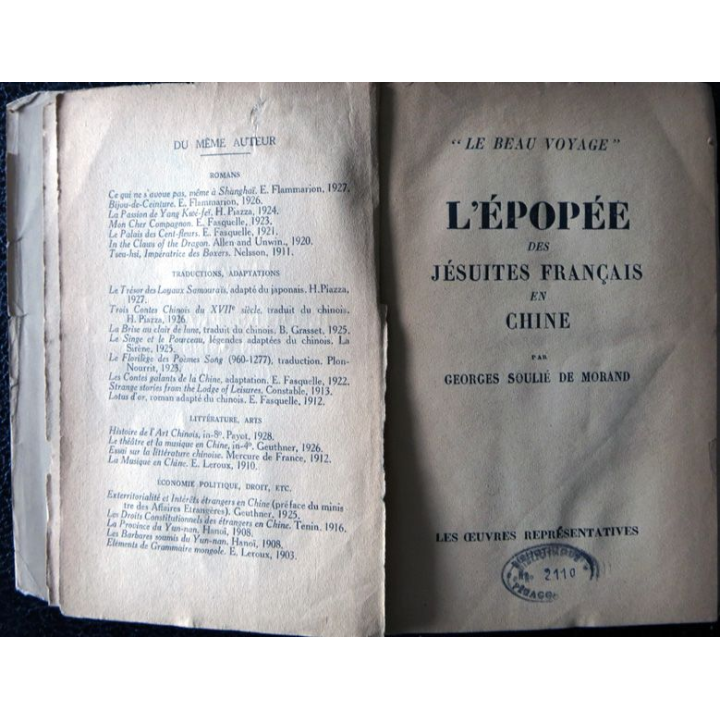 DU MÊME AUTEUR
ROMANS
Ce qui ne s'avoue pas, même à Shanghaï. E. Flammarion, 1927.
Bijou-de-Ceinture. E. Flammarion, 1926.
La Passion de Yang Kwé-feï. H. Piazza, 1924.
Mon Cher Compagnon. E. Fasquelle, 1923.
Le Palais des Cent-fleurs. E. Fasquelle, 1921.
In the Claws of the Dragon. Allen and Unwin., 1920.
Tseu-hsi, Impératrice des Boxers. Nelsson, 1911.
TRADUCTIONS, ADAPTATIONS
Le Trésor des Loyaux Samouraïs, adapté du japonais. H. Piazza,
1927.
Trois Contes Chinois du XVIIe siècle, traduit du chinois.
H. Piazza, 1926.
La Brise au clair de lune, traduit du chinois. B. Grasset, 1925.
Le Singe et le Pourceau, légendes adaptées du chinois. La
Sirène, 1925.
Le Florilège des Poèmes Song (960-1277), traduction. Plon-
Nourrit, 1923.
Les Contes galants de la Chine, adaptation. E. Fasquelle, 1922.
Strange stories from the Lodge of Leisures. Constable, 1913.
Lotus d'or, roman adapté du chinois. E. Fasquelle, 1912.
LITTÉRATURE, ARTS
Histoire de l'Art Chinois, in-8º. Payot, 1928.
Le théâtre et la musique en Chine, in-4º. Geuthner, 1926.
Essai sur la littérature chinoise. Mercure de France, 1912.
La Musique en Chine. E. Leroux, 1910.
ÉCONOMIE POLITIQUE, DROIT, ETC.
Exterritorialité et Intérêts étrangers en Chine (préface du minis
tre des Affaires Etrangères). Geuthner, 1925.
Les Droits Constitutionnels des étrangers en Chine. Tenin. 1916.
La Province du Yun-nan. Hanoï, 1908.
Les Barbares soumis du Yun-nan. Hanoï, 1908.
Eléments de Grammaire mongole. E. Leroux, 1903.
"LE BEAU VOYAGE"
L'ÉPOPÉE
DES
JÉSUITES FRANÇAIS
EN
CHINE
PAR
GEORGES SOULIÉ DE MORAND
LES ŒUVRES REPRÉSENTATIVES
2110